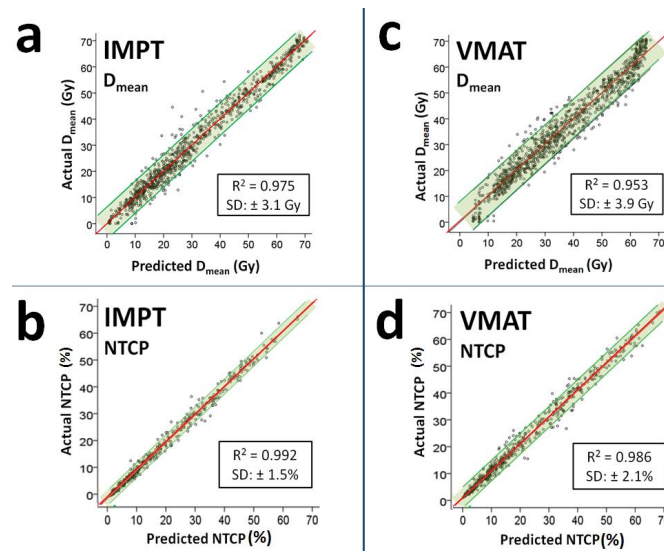 a
IMPT
Dmean
Actual Dmean (Gy)
70
60
50
40
30
20
10
0
R² = 0.975
SD: ± 3.1 Gy
0 10 20 30 40 50 60 70
Predicted Dmean (Gy)
c
VMAT
Dmean
Actual Dmean (Gy)
70
60
50
40
30
20
10
0
R² = 0.953
SD: ± 3.9 Gy
0 10 20 30 40 50 60 70
Predicted Dmean (Gy)
b
IMPT
NTCP
Actual NTCP (%)
70
60
50
40
30
20
10
0
R² = 0.992
SD: ± 1.5%
0 10 20 30 40 50 60 70
Predicted NTCP (%)
d
VMAT
NTCP
Actual NTCP (%)
70
60
50
40
30
20
10
0
R² = 0.986
SD: ± 2.1%
0 10 20 30 40 50 60 70
Predicted NTCP (%)